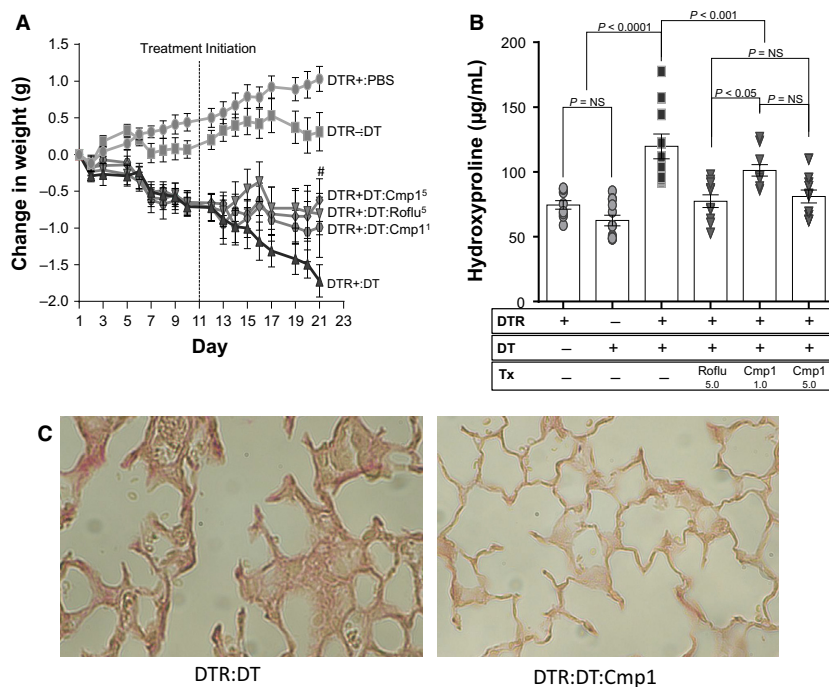 A
Change in weight (g)
1.5
1.0
0.5
0.0
−0.5
−1.0
−1.5
−2.0
Treatment Initiation
DTR+:PBS
DTR−:DT
#
DTR+DT:Cmp1⁵
DTR+:DT:Roflu⁵
DTR+:DT:Cmp1¹
DTR+:DT
1 3 5 6 7 9 11 12 13 15 17 19 21 23
Day
B
Hydroxyproline (µg/mL)
200
150
100
50
0
P < 0.0001
P < 0.001
P = NS
P = NS
P < 0.05
P = NS
DTR + − + + + +
DT − + + + + +
Tx − − − Roflu Cmp1 Cmp1
5.0 1.0 5.0
C
DTR:DT
DTR:DT:Cmp1